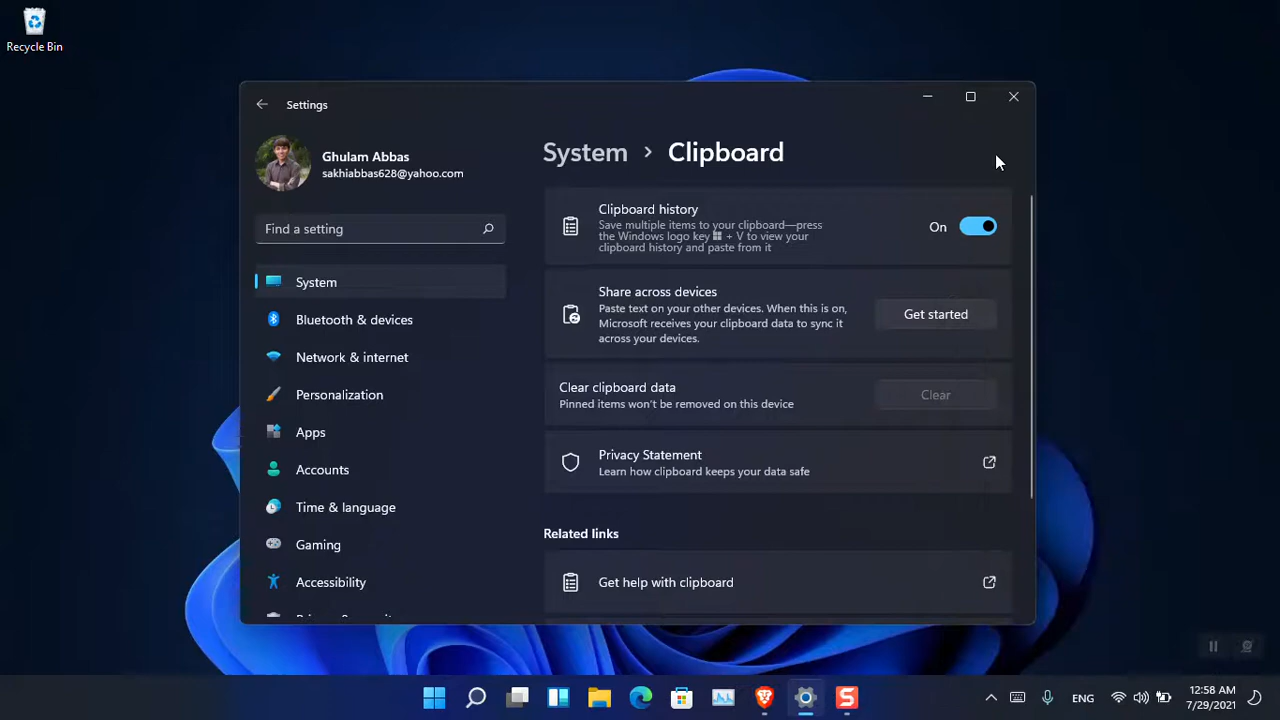 Recycle Bin
Settings
Ghulam Abbas
sakhiabbas628@yahoo.com
Find a setting
System
Bluetooth & devices
Network & internet
Personalization
Apps
Accounts
Time & language
Gaming
Accessibility
System > Clipboard
Clipboard history
Save multiple items to your clipboard—press
the Windows logo key + V to view your
clipboard history and paste from it
On
Share across devices
Paste text on your other devices. When this is on,
Microsoft receives your clipboard data to sync it
across your devices.
Get started
Clear clipboard data
Pinned items won't be removed on this device
Clear
Privacy Statement
Learn how clipboard keeps your data safe
Related links
Get help with clipboard
ENG
12:58 AM
7/29/2021